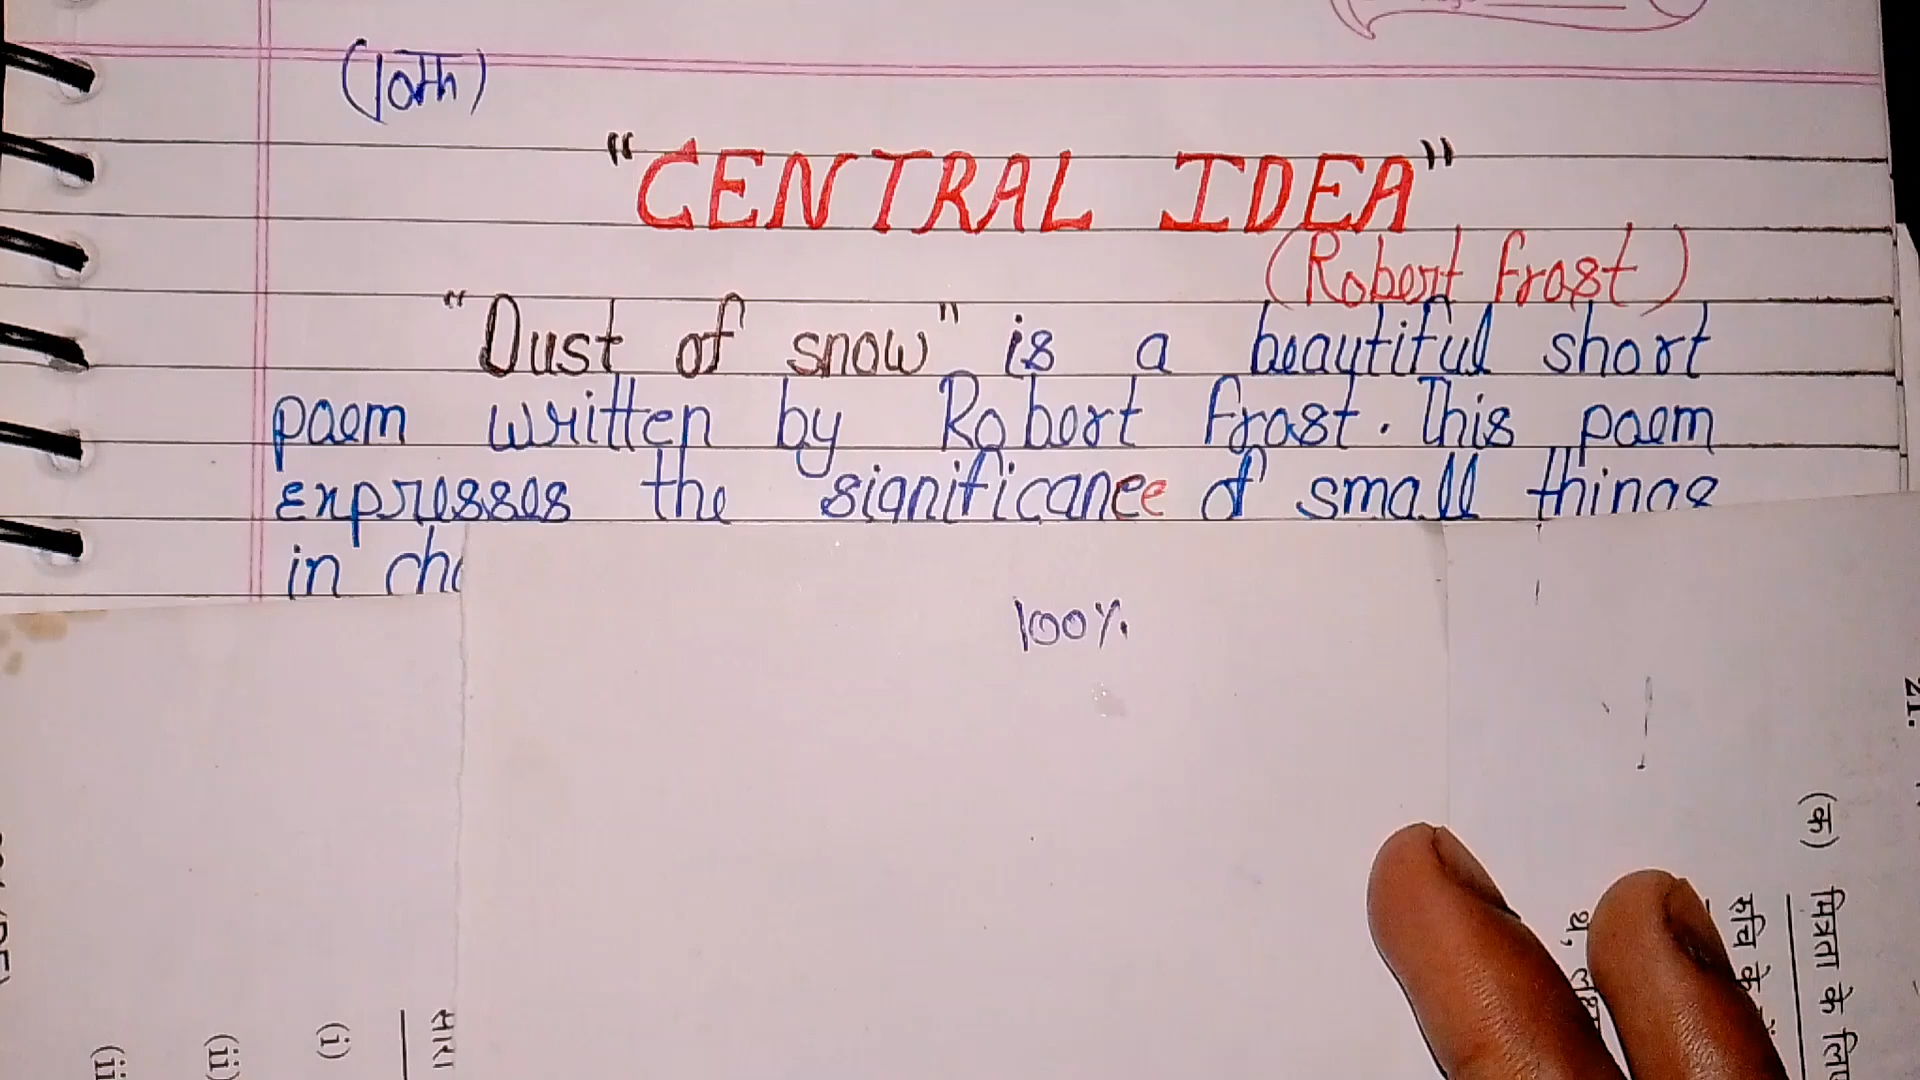 (10th)
"CENTRAL IDEA"
(Robert Frost)
"Dust of snow" is a beautiful short
poem written by Robert Frost. This poem
expresses the significance of small things
in
100%
21.
(क) मित्रता के
रुचि के
थ,
सारा
(i)
(ii)